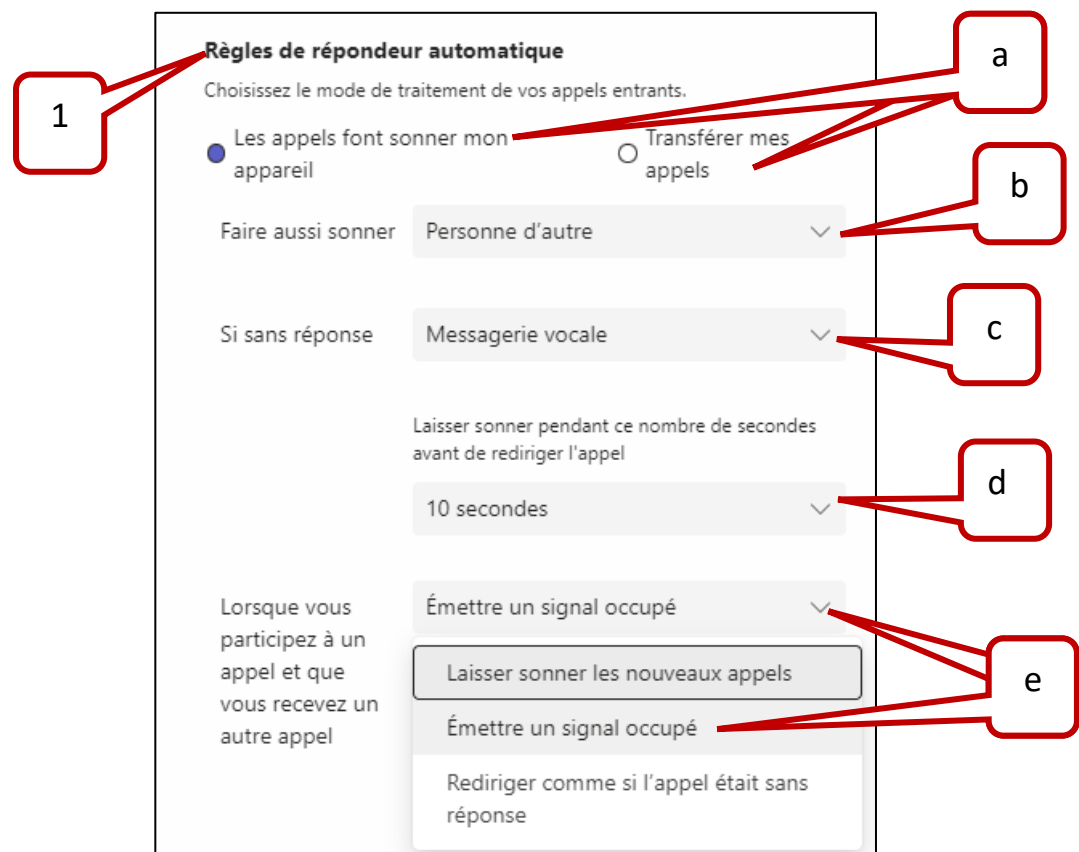 Règles de répondeur automatique
a
1
Choisissez le mode de traitement de vos appels entrants.
Les appels font sonner mon
appareil
Transférer mes
appels
b
Faire aussi sonner
Personne d'autre
c
Si sans réponse
Messagerie vocale
Laisser sonner pendant ce nombre de secondes
avant de rediriger l'appel
d
10 secondes
Lorsque vous
participez à un
appel et que
vous recevez un
autre appel
Émettre un signal occupé
e
Laisser sonner les nouveaux appels
Émettre un signal occupé
Rediriger comme si l'appel était sans
réponse